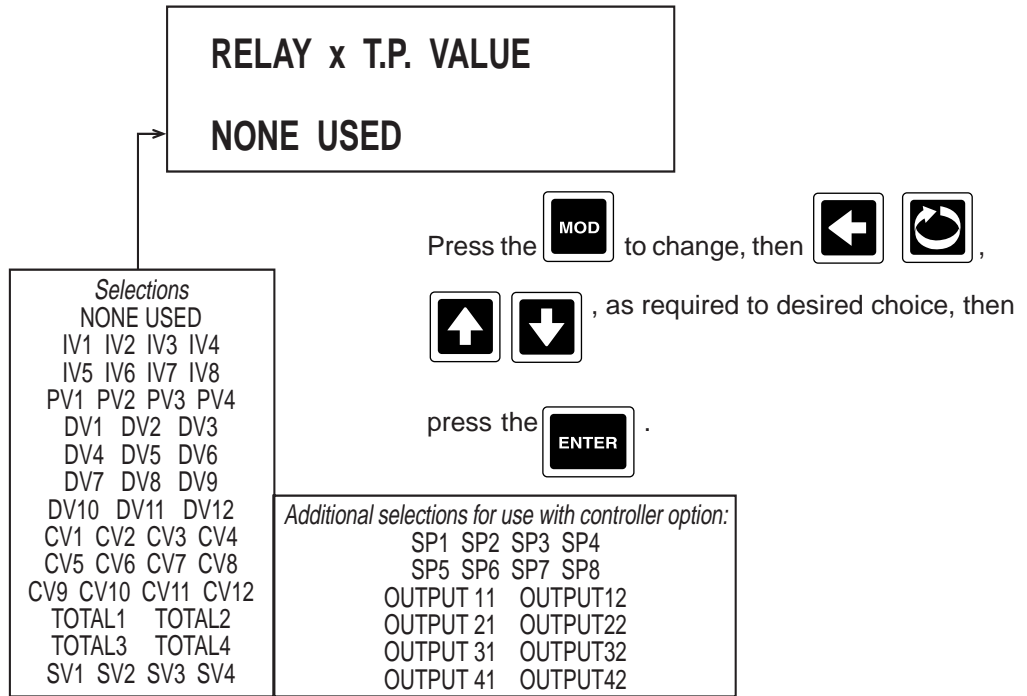 RELAY x T.P. VALUE
NONE USED
Press the MOD to change, then ,
, as required to desired choice, then
press the ENTER .
Selections
NONE USED
IV1 IV2 IV3 IV4
IV5 IV6 IV7 IV8
PV1 PV2 PV3 PV4
DV1 DV2 DV3
DV4 DV5 DV6
DV7 DV8 DV9
DV10 DV11 DV12
CV1 CV2 CV3 CV4
CV5 CV6 CV7 CV8
CV9 CV10 CV11 CV12
TOTAL1 TOTAL2
TOTAL3 TOTAL4
SV1 SV2 SV3 SV4
Additional selections for use with controller option:
SP1 SP2 SP3 SP4
SP5 SP6 SP7 SP8
OUTPUT 11 OUTPUT12
OUTPUT 21 OUTPUT22
OUTPUT 31 OUTPUT32
OUTPUT 41 OUTPUT42